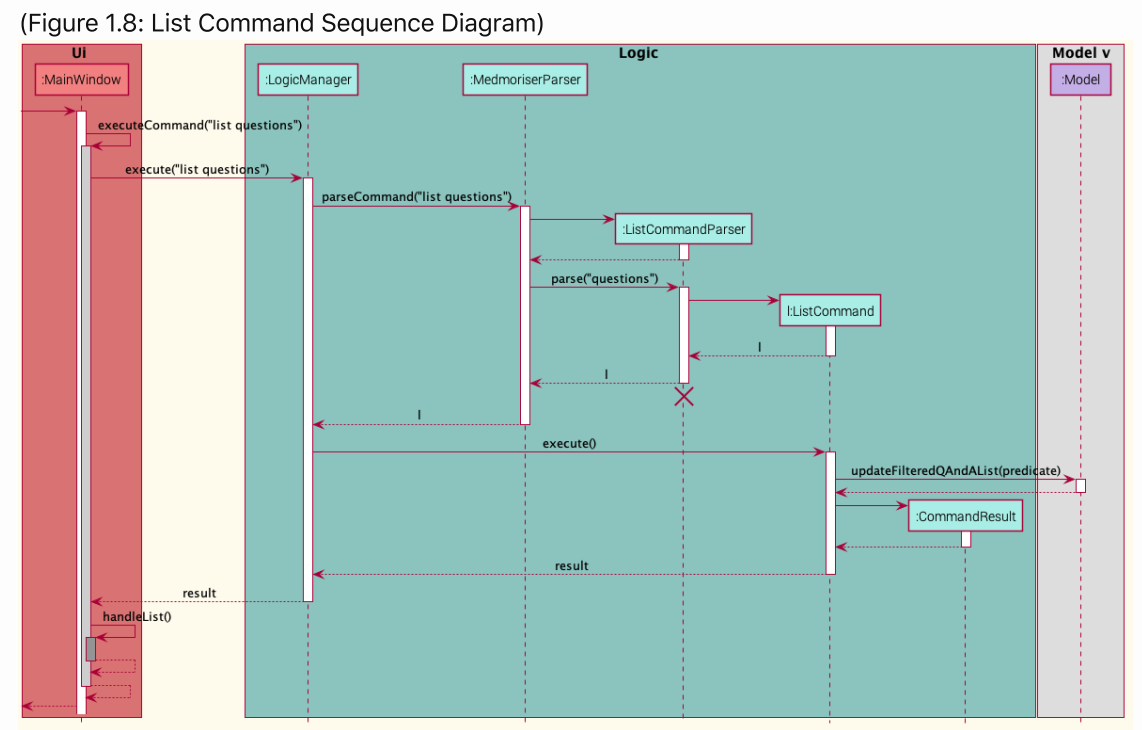 (Figure 1.8: List Command Sequence Diagram)
Ui
Logic
Model v
:MainWindow
:LogicManager
:MedmoriserParser
:Model
executeCommand("list questions")
execute("list questions")
parseCommand("list questions")
:ListCommandParser
parse("questions")
l:ListCommand
l
l
l
execute()
updateFilteredQAndAList(predicate)
:CommandResult
result
result
handleList()